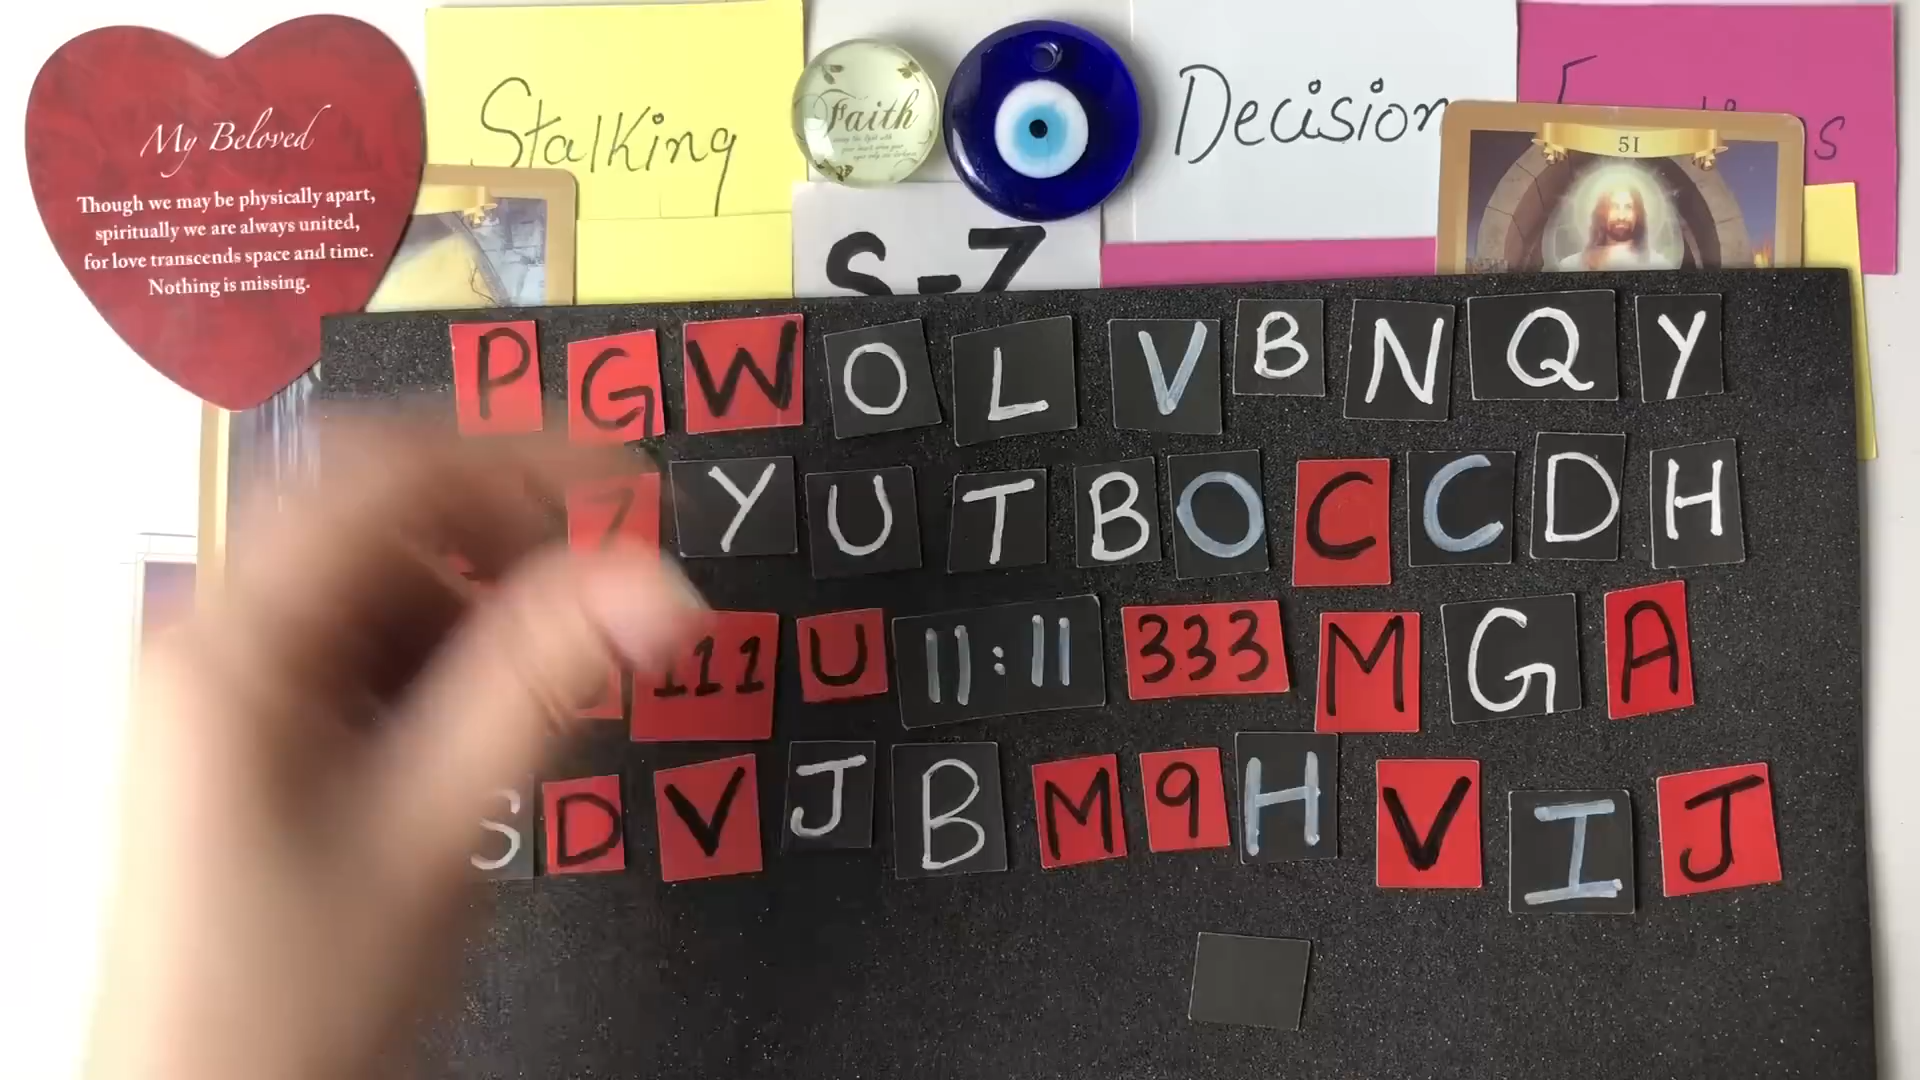 My Beloved
Though we may be physically apart,
spiritually we are always united,
for love transcends space and time.
Nothing is missing.
Stalking
Faith
Decision
51
S-Z
P G W O L V B N Q Y
Y U T B O C C D H
111 U 11:11 333 M G A
S D V J B M 9 H V I J